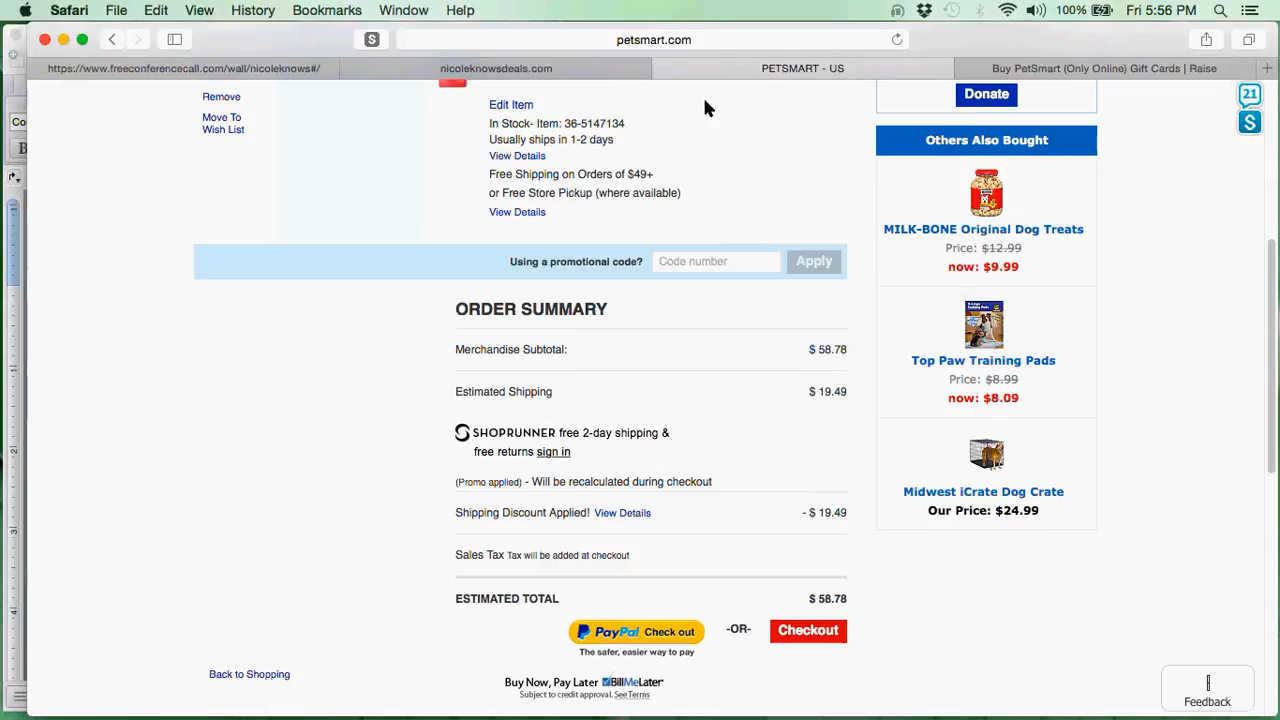 Safari File Edit View History Bookmarks Window Help 100% Fri 5:56 PM
S petsmart.com
https://www.freeconferencecall.com/wall/nicoleknows#/ nicoleknowsdeals.com PETSMART - US Buy PetSmart (Only Online) Gift Cards | Raise
Remove
Move To
Wish List
Edit Item
In Stock- Item: 36-5147134
Usually ships in 1-2 days
View Details
Free Shipping on Orders of $49+
or Free Store Pickup (where available)
View Details
Using a promotional code? Code number Apply
ORDER SUMMARY
Merchandise Subtotal: $ 58.78
Estimated Shipping $ 19.49
SHOPRUNNER free 2-day shipping &
free returns sign in
(Promo applied) - Will be recalculated during checkout
Shipping Discount Applied! View Details - $ 19.49
Sales Tax Tax will be added at checkout
ESTIMATED TOTAL $ 58.78
PayPal Check out -OR- Checkout
The safer, easier way to pay
Back to Shopping
Buy Now, Pay Later BillMeLater
Subject to credit approval. See Terms
Donate
Others Also Bought
MILK-BONE Original Dog Treats
Price: $12.99
now: $9.99
Top Paw Training Pads
Price: $8.99
now: $8.09
Midwest iCrate Dog Crate
Our Price: $24.99
21
S
Feedback
Co
B
1
2
3
4